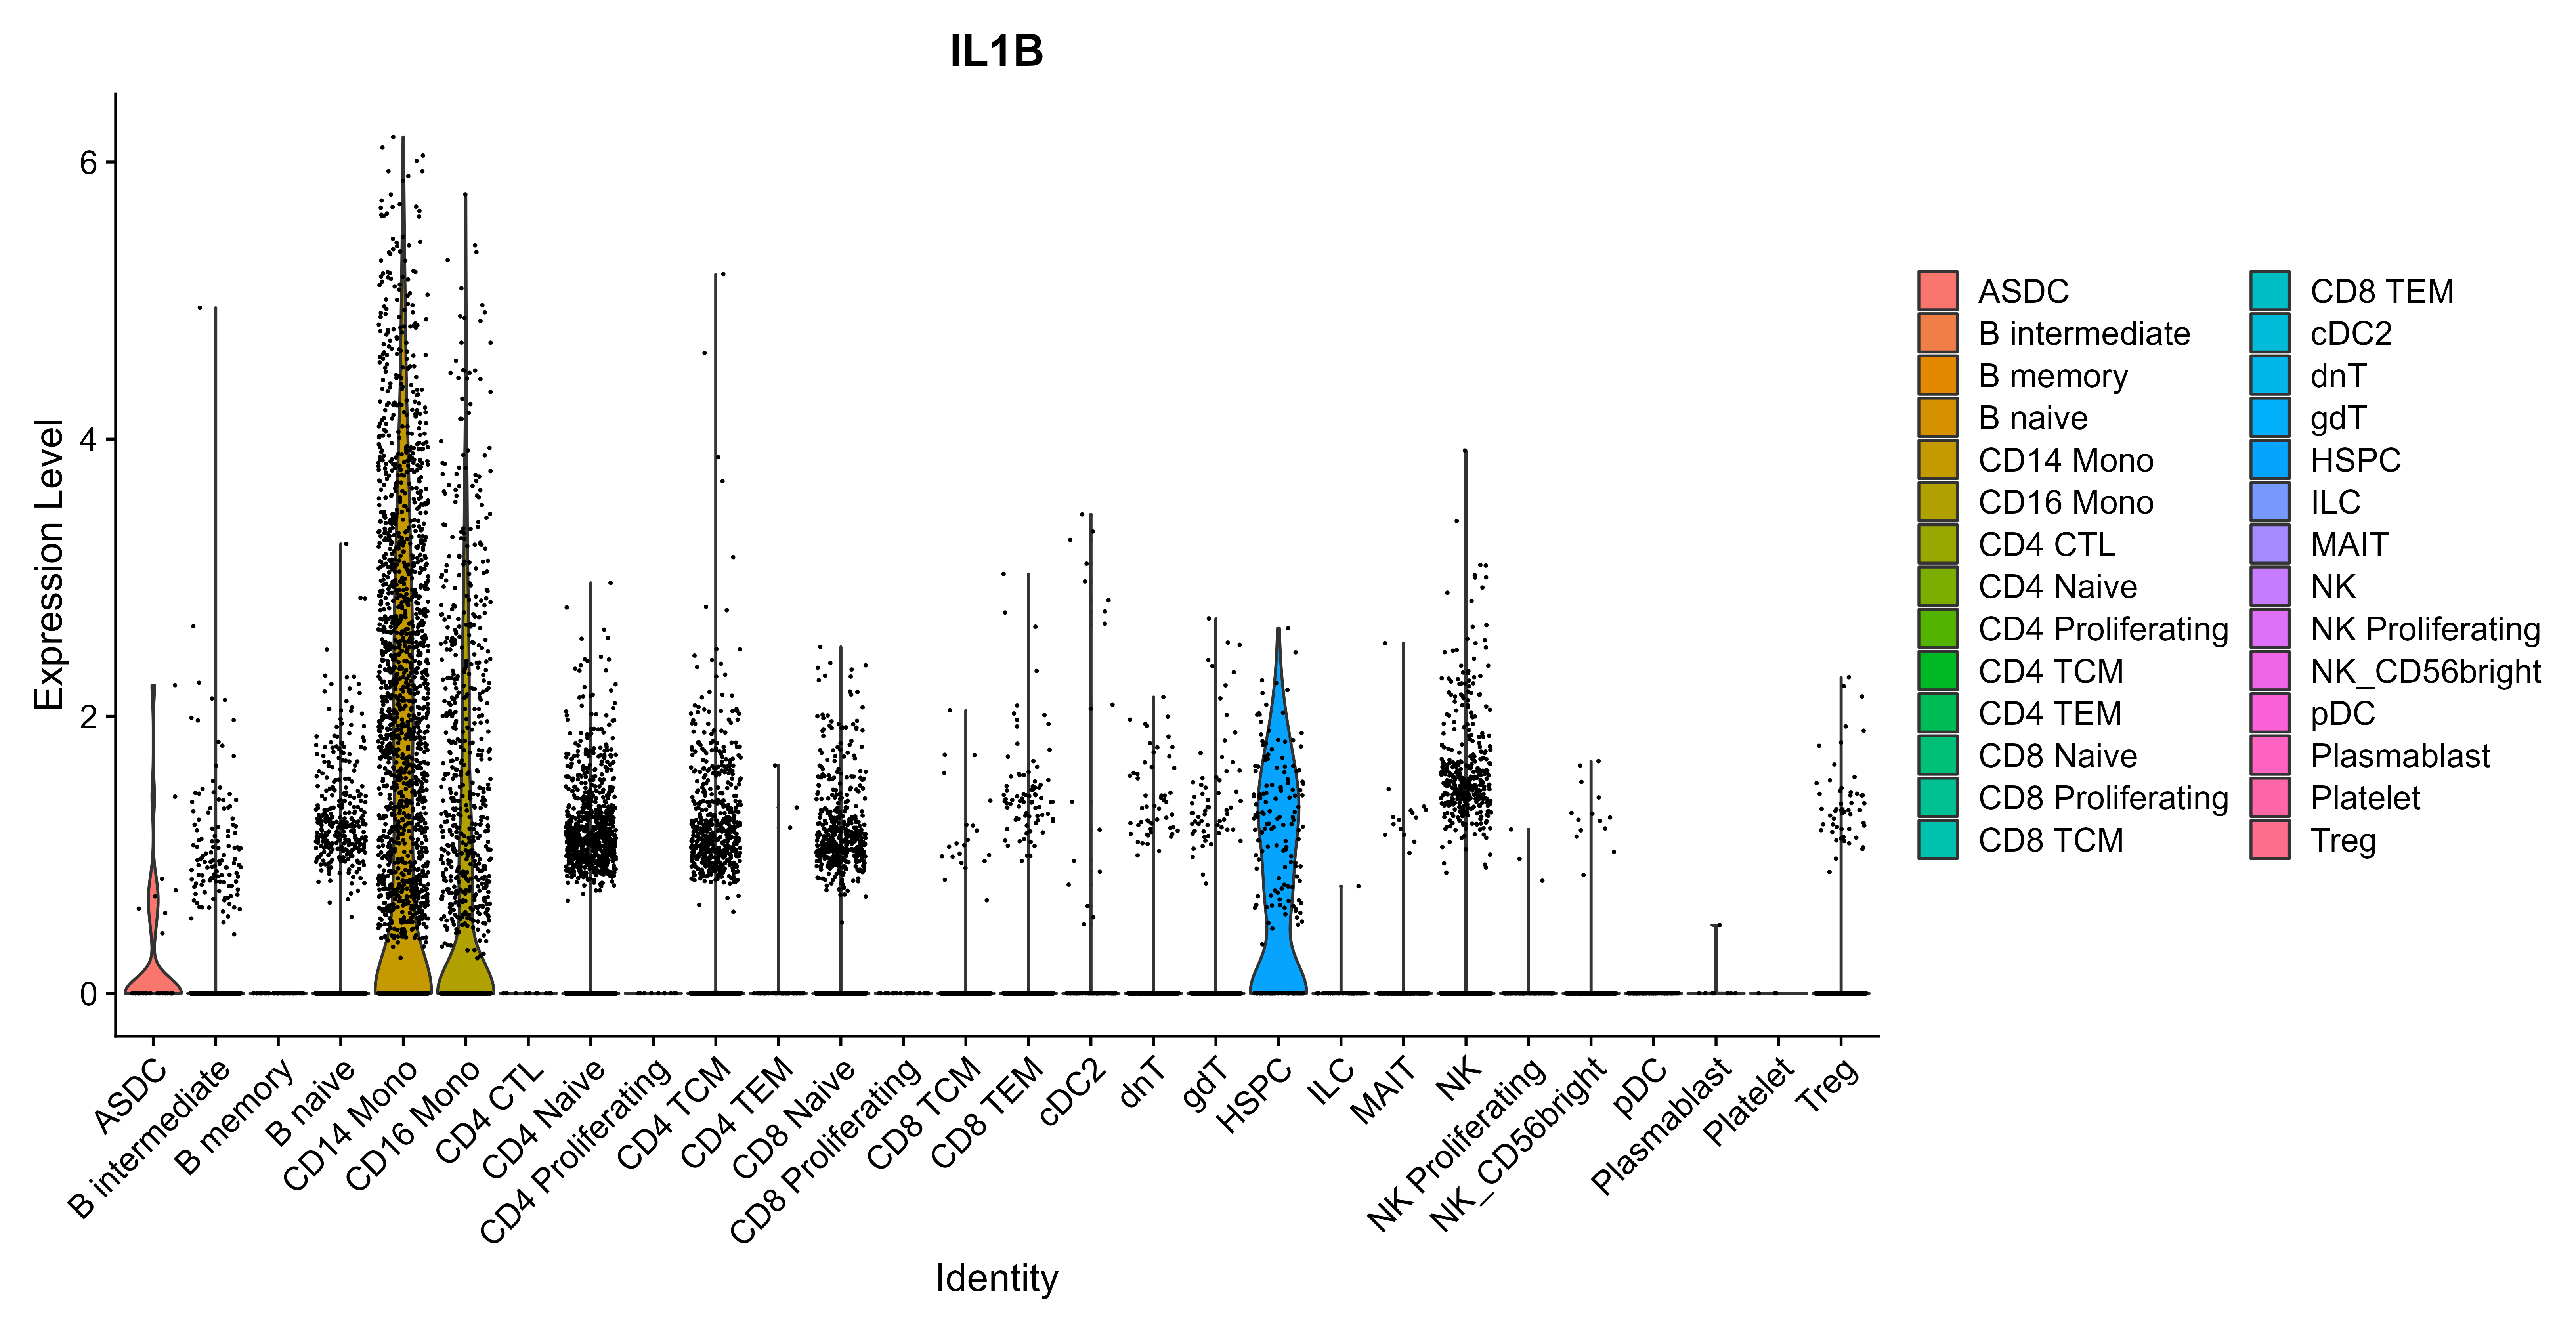 IL1B
Expression Level
6
4
2
0
ASDC
B intermediate
B memory
B naive
CD14 Mono
CD16 Mono
CD4 CTL
CD4 Naive
CD4 Proliferating
CD4 TCM
CD4 TEM
CD8 Naive
CD8 Proliferating
CD8 TCM
CD8 TEM
cDC2
dnT
gdT
HSPC
ILC
MAIT
NK
NK Proliferating
NK_CD56bright
pDC
Plasmablast
Platelet
Treg
Identity
ASDC
B intermediate
B memory
B naive
CD14 Mono
CD16 Mono
CD4 CTL
CD4 Naive
CD4 Proliferating
CD4 TCM
CD4 TEM
CD8 Naive
CD8 Proliferating
CD8 TCM
CD8 TEM
cDC2
dnT
gdT
HSPC
ILC
MAIT
NK
NK Proliferating
NK_CD56bright
pDC
Plasmablast
Platelet
Treg